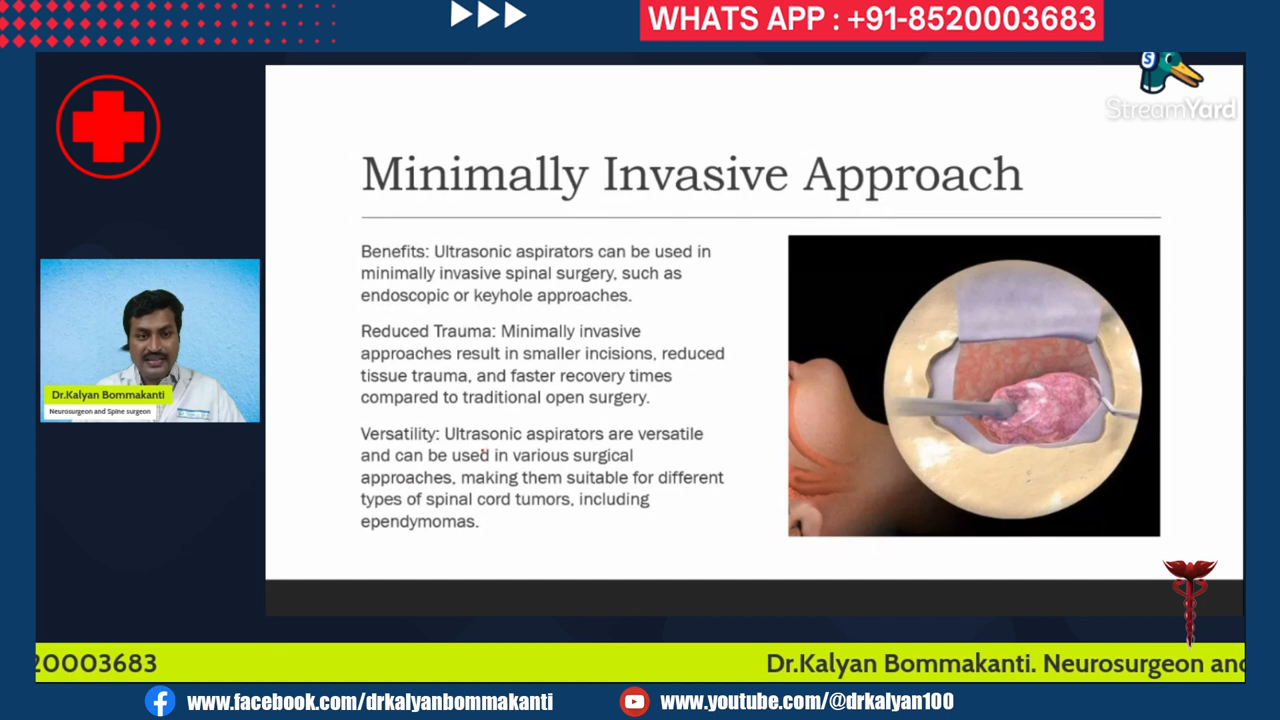 WHATS APP : +91-8520003683
S
StreamYard
Minimally Invasive Approach
Benefits: Ultrasonic aspirators can be used in
minimally invasive spinal surgery, such as
endoscopic or keyhole approaches.
Reduced Trauma: Minimally invasive
approaches result in smaller incisions, reduced
tissue trauma, and faster recovery times
compared to traditional open surgery.
Versatility: Ultrasonic aspirators are versatile
and can be used in various surgical
approaches, making them suitable for different
types of spinal cord tumors, including
ependymomas.
Dr.Kalyan Bommakanti
Neurosurgeon and Spine surgeon
20003683
Dr.Kalyan Bommakanti. Neurosurgeon and
www.facebook.com/drkalyanbommakanti
www.youtube.com/@drkalyan100